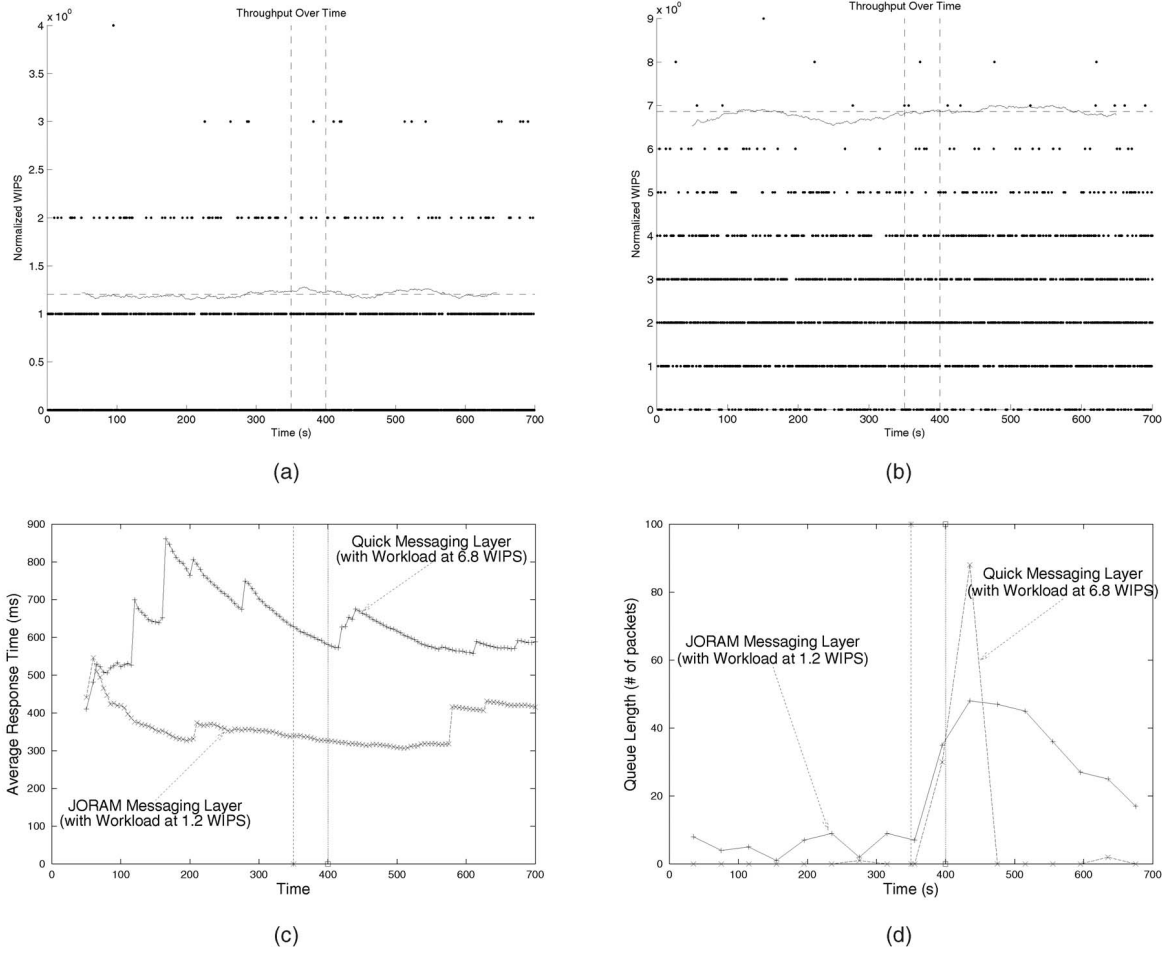 Throughput Over Time
x 10⁰
4
3.5
3
2.5
2
1.5
1
0.5
0
Normalized WIPS
0 100 200 300 400 500 600 700
Time (s)
(a)
Throughput Over Time
x 10⁰
9
8
7
6
5
4
3
2
1
0
Normalized WIPS
0 100 200 300 400 500 600 700
Time (s)
(b)
900
800
700
600
500
400
300
200
100
0
Average Response Time (ms)
Quick Messaging Layer
(with Workload at 6.8 WIPS)
JORAM Messaging Layer
(with Workload at 1.2 WIPS)
0 100 200 300 400 500 600 700
Time
(c)
100
80
60
40
20
0
Queue Length (# of packets)
Quick Messaging Layer
(with Workload at 6.8 WIPS)
JORAM Messaging Layer
(with Workload at 1.2 WIPS)
0 100 200 300 400 500 600 700
Time (s)
(d)